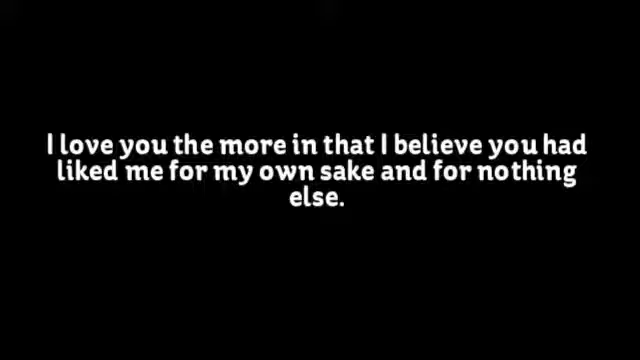 I love you the more in that I believe you had
liked me for my own sake and for nothing
else.